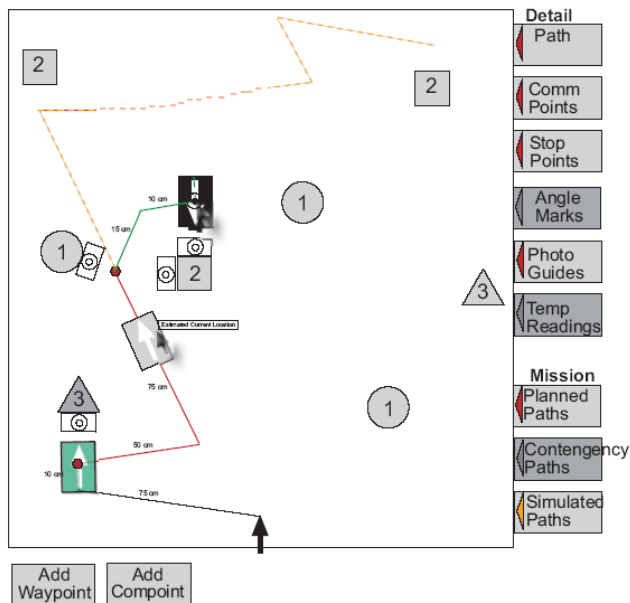 Detail
Path
2
2
Comm
Points
Stop
Points
10 cm
Angle
Marks
1
15 cm
1
Photo
Guides
2
3
Temp
Readings
Estimated Current Location
Mission
75 cm
3
Planned
Paths
1
50 cm
Contengency
Paths
10 cm
75 cm
Simulated
Paths
Add
Waypoint
Add
Compoint